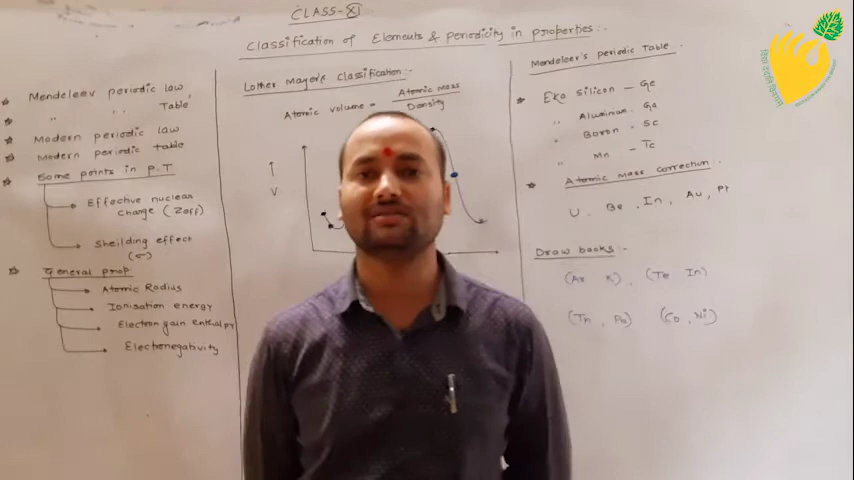 CLASS-XI
Classification of Elements & periodicity in properties:-
Mendeleev periodic law
" " Table
Modern periodic law
Modern periodic table
Some points in P.T
Effective nuclear
charge (Zeff)
Sheilding effect
(σ)
General prop
Atomic Radius
Ionisation energy
Electron gain Enthalpy
Electronegativity
Lother Mayer's Classification:-
Atomic volume = Atomic Mass
Density
↑
V
Mendeleer's periodic Table.
Eka Silicon - Ge
" Aluminium - Ga
" Boron - Sc
" Mn - Tc
Atomic Mass correction
U, Be, In, Au, Pt
Draw backs:-
(Ar K), (Te In)
(Th, Pa) (Co, Ni)